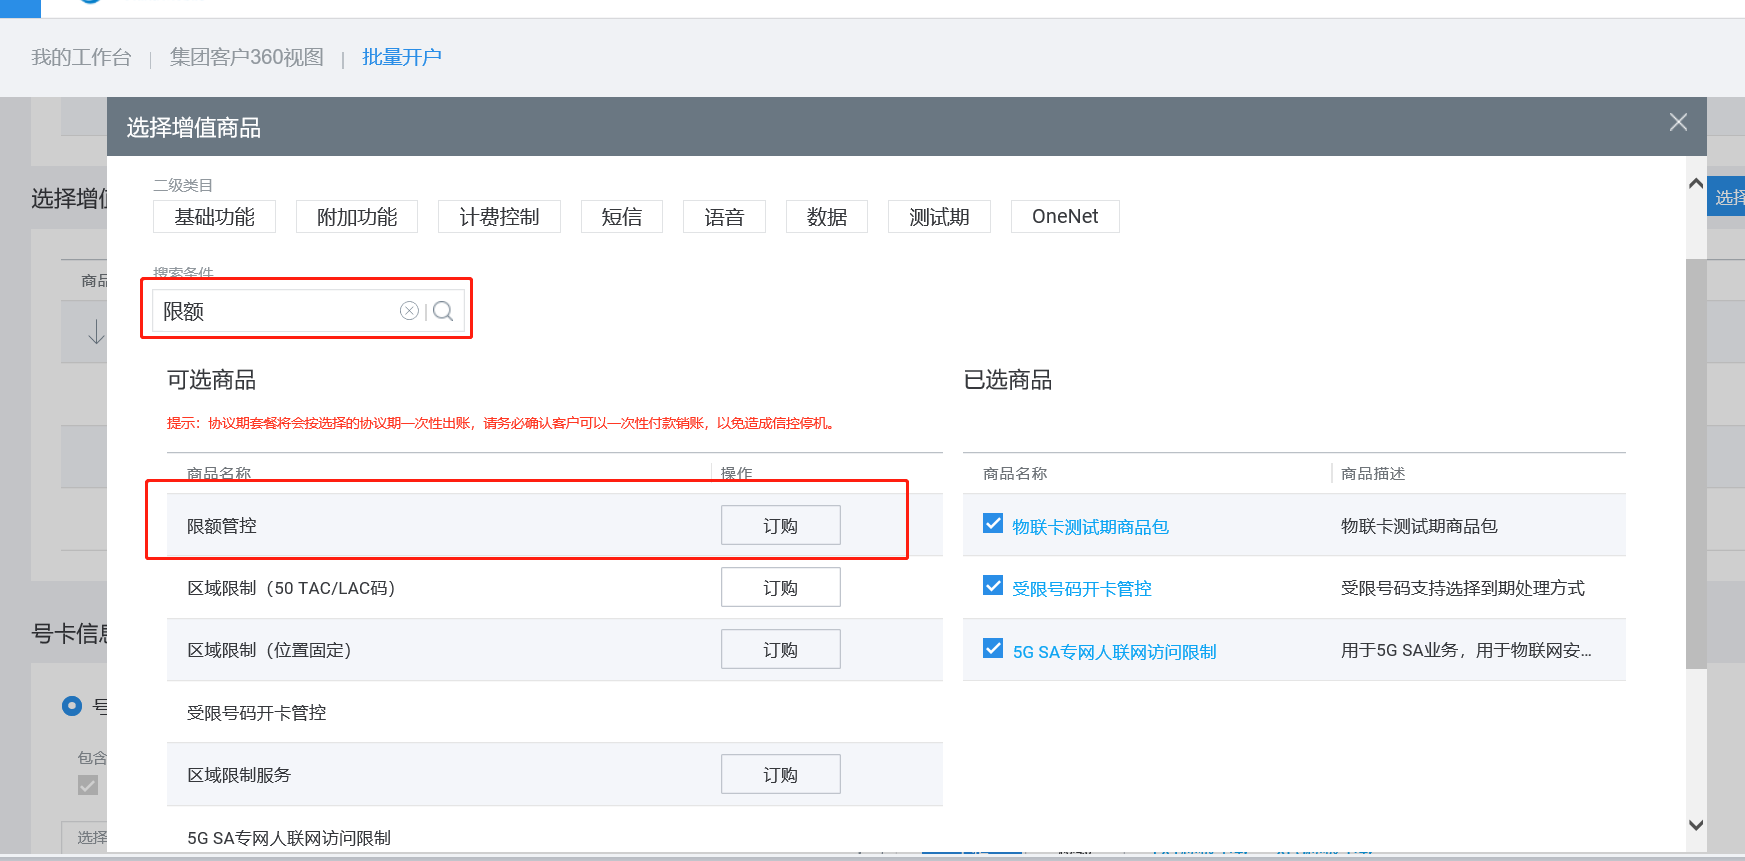 我的工作台 | 集团客户360视图 | 批量开户
选择增值商品
选择增值
选择
二级类目
基础功能 附加功能 计费控制 短信 语音 数据 测试期 OneNet
搜索条件
商品
限额
可选商品
提示：协议期套餐将会按选择的协议期一次性出账，请务必确认客户可以一次性付款销账，以免造成信控停机。
商品名称 操作
限额管控 订购
区域限制（50 TAC/LAC码） 订购
区域限制（位置固定） 订购
受限号码开卡管控
区域限制服务 订购
5G SA专网人联网访问限制
已选商品
商品名称 商品描述
物联卡测试期商品包 物联卡测试期商品包
受限号码开卡管控 受限号码支持选择到期处理方式
5G SA专网人联网访问限制 用于5G SA业务，用于物联网安...
号卡信息
号
包含
选择